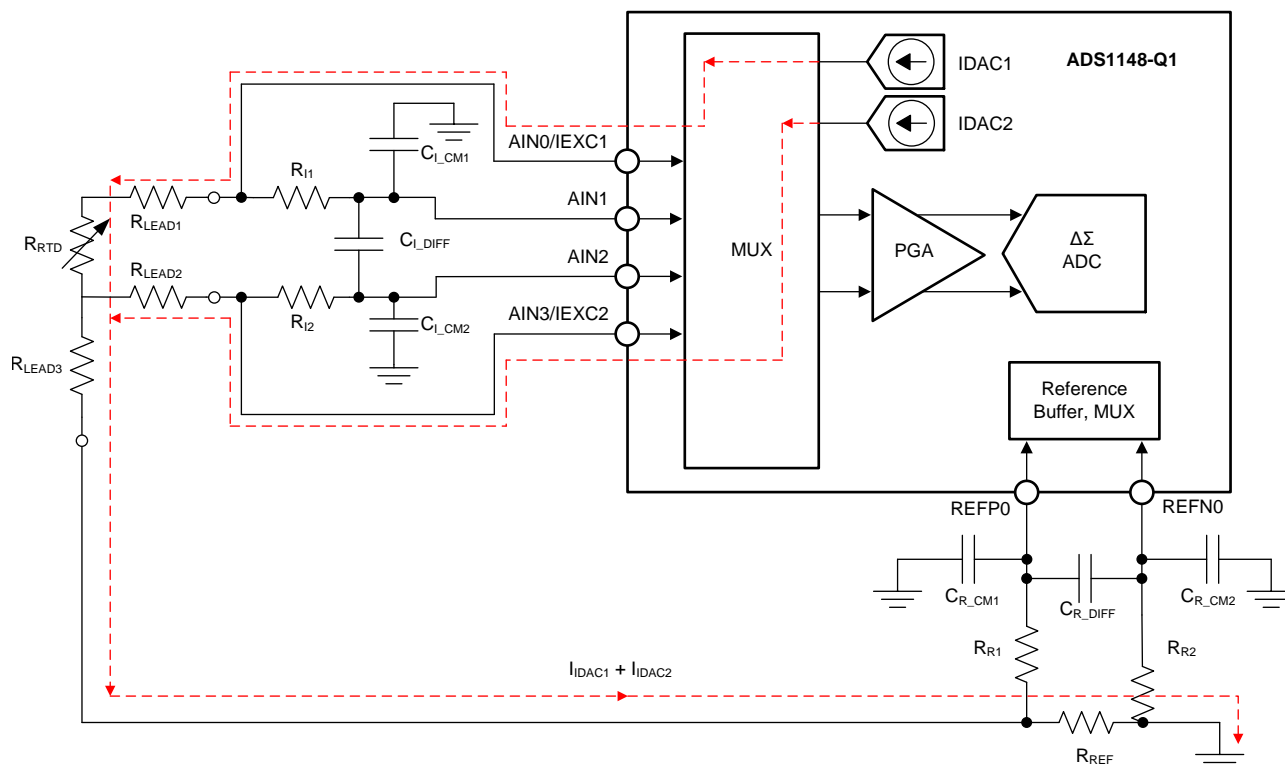 IDAC1
ADS1148-Q1
IDAC2
AIN0/IEXC1
C_I_CM1
R_I1
AIN1
R_LEAD1
R_RTD
C_I_DIFF
MUX
PGA
ΔΣ
ADC
R_LEAD2
AIN2
R_I2
C_I_CM2
AIN3/IEXC2
R_LEAD3
Reference
Buffer, MUX
REFP0
REFN0
C_R_CM1
C_R_DIFF
C_R_CM2
R_R1
R_R2
I_IDAC1 + I_IDAC2
R_REF